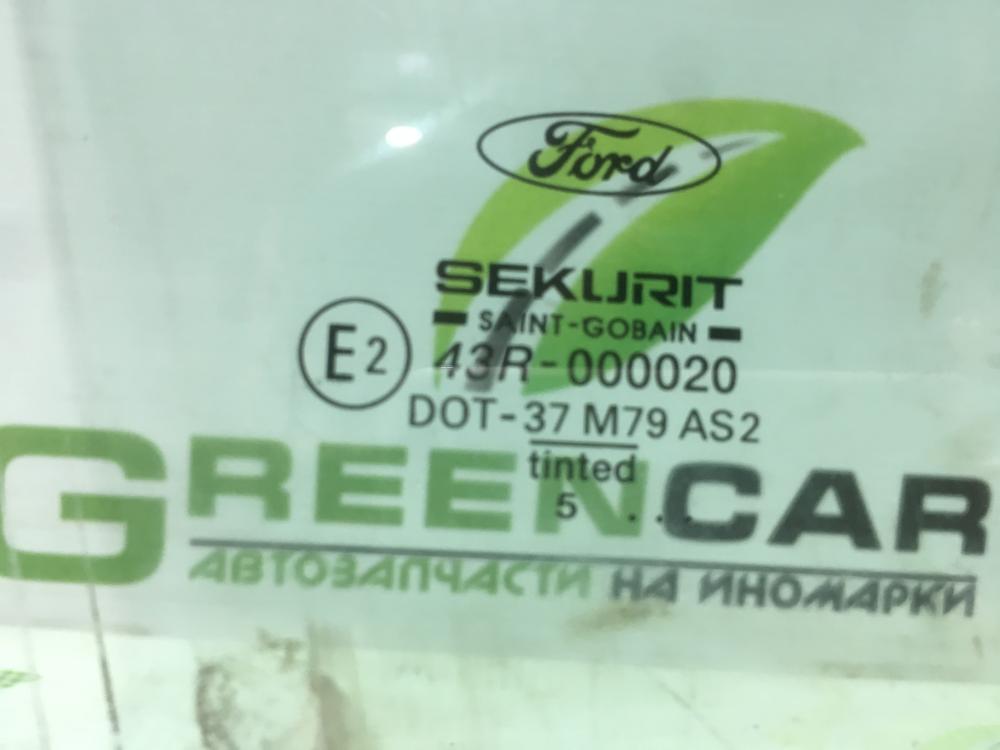 Ford
SEKURIT
SAINT-GOBAIN
E2 43R-000020
DOT-37 M79 AS2
tinted
5 ...
GREENCAR
АВТОЗАПЧАСТИ НА ИНОМАРКИ